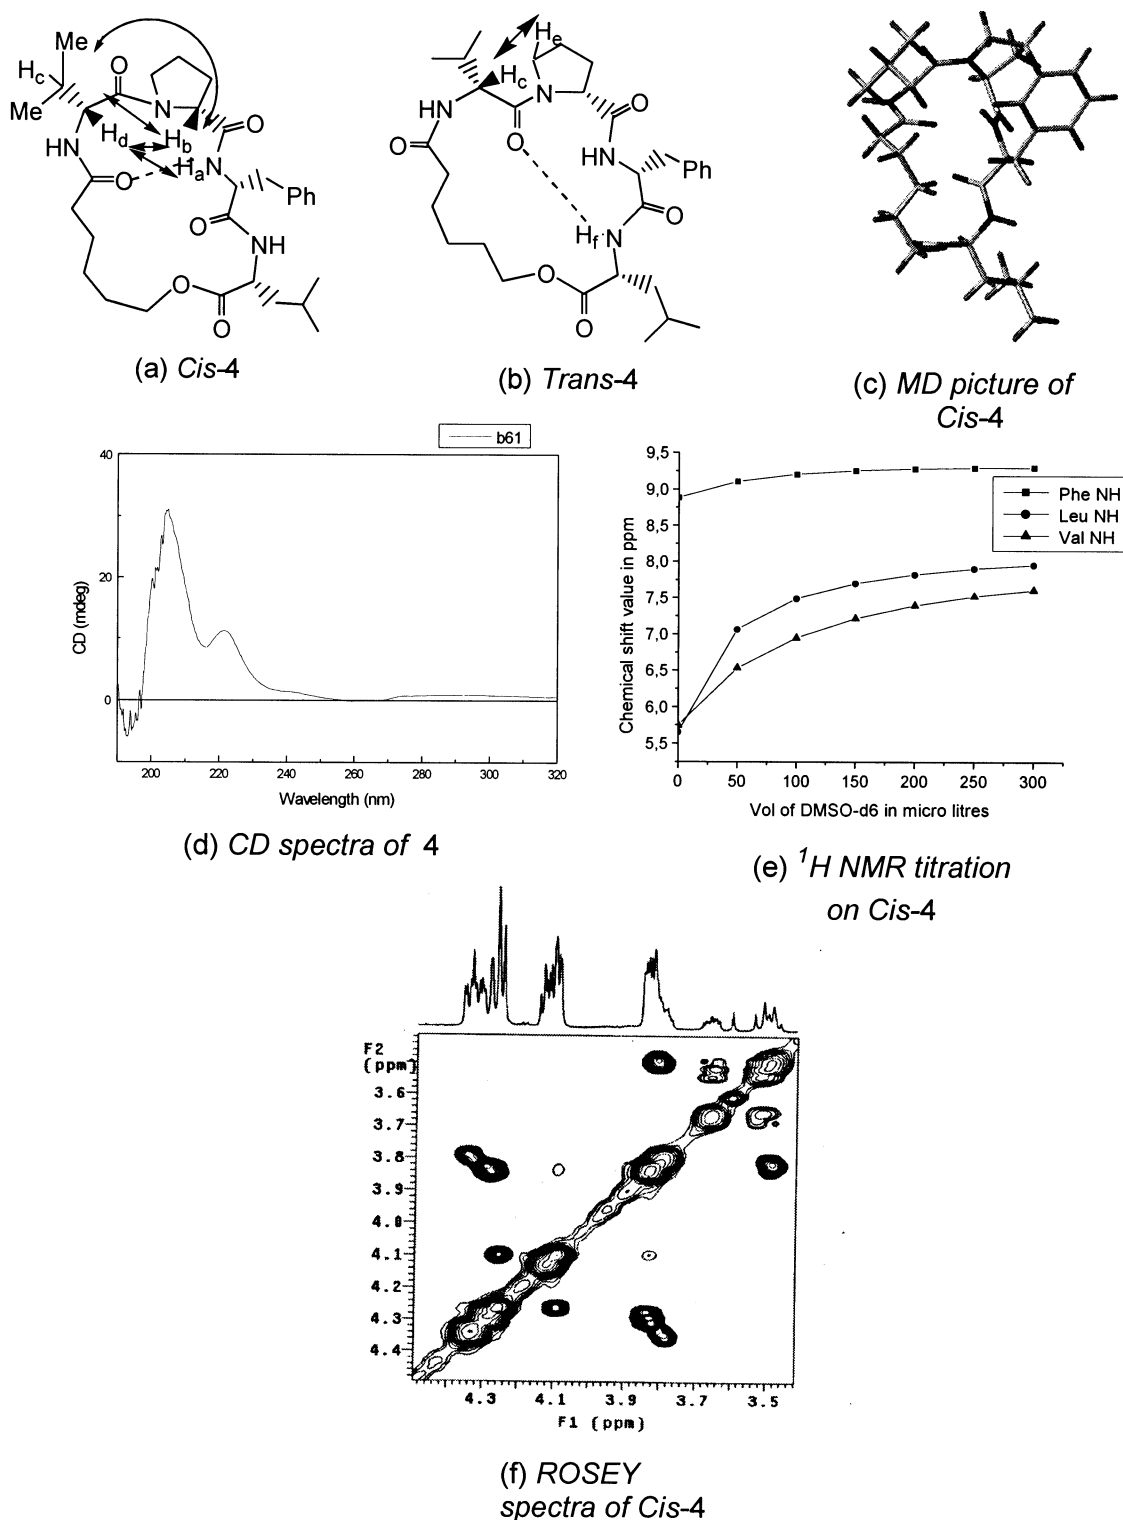 Me
Hc
Me
O
N
Hd
Hb
O
HN
Ha
N
O
Ph
O
NH
O
O
(a) Cis-4
He
Hc
N
HN
O
O
O
HN
Ph
O
Hf
N
O
O
(b) Trans-4
(c) MD picture of
Cis-4
b61
40
20
0
CD (mdeg)
200 220 240 260 280 300 320
Wavelength (nm)
(d) CD spectra of 4
9,5
9,0
8,5
8,0
7,5
7,0
6,5
6,0
5,5
Chemical shift value in ppm
Phe NH
Leu NH
Val NH
0 50 100 150 200 250 300
Vol of DMSO-d6 in micro litres
(e) ¹H NMR titration
on Cis-4
F2
(ppm)
3.6
3.7
3.8
3.9
4.0
4.1
4.2
4.3
4.4
4.3 4.1 3.9 3.7 3.5
F1 (ppm)
(f) ROSEY
spectra of Cis-4